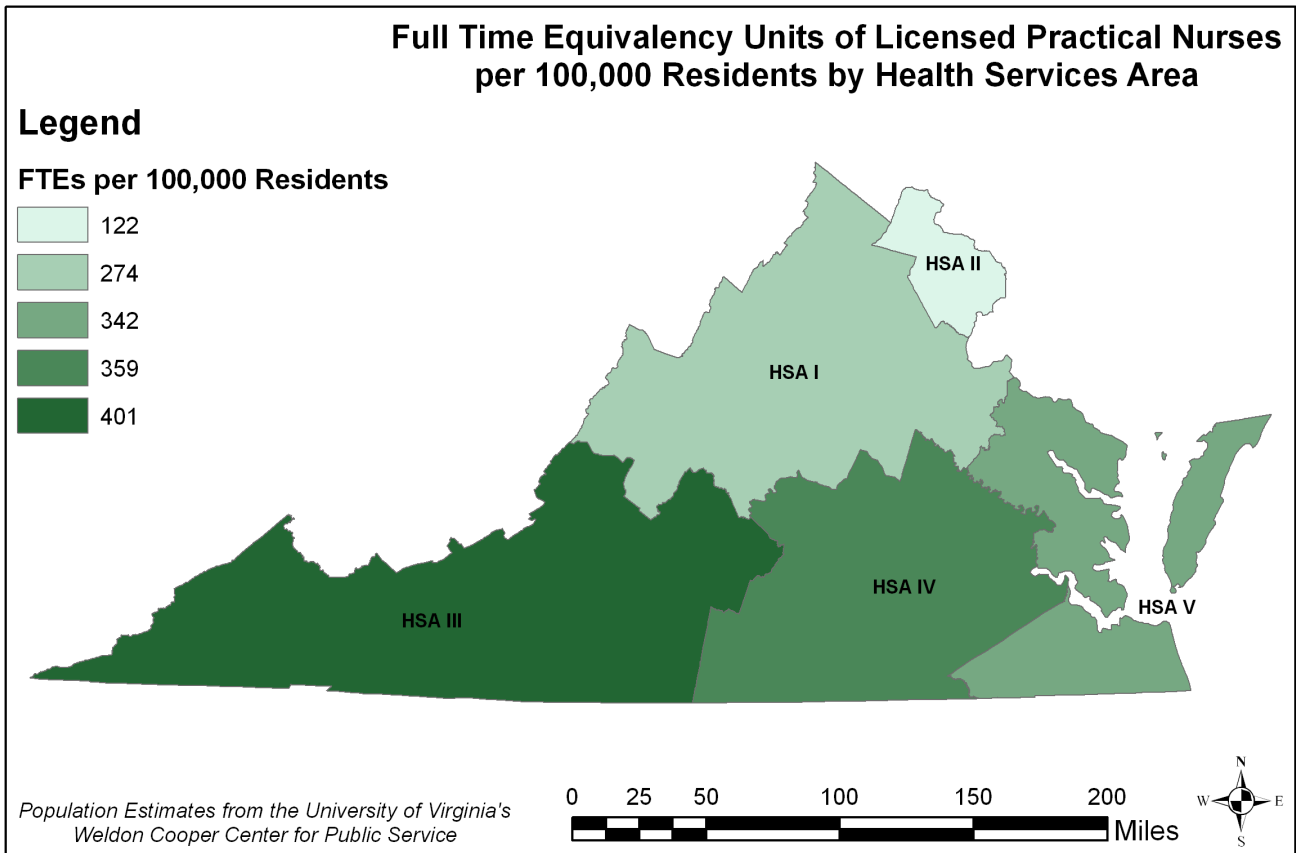 Full Time Equivalency Units of Licensed Practical Nurses
per 100,000 Residents by Health Services Area
Legend
FTEs per 100,000 Residents
122
274
342
359
401
HSA II
HSA I
HSA IV
HSA III
HSA V
Population Estimates from the University of Virginia's
Weldon Cooper Center for Public Service
0 25 50 100 150 200
Miles
N
W E
S